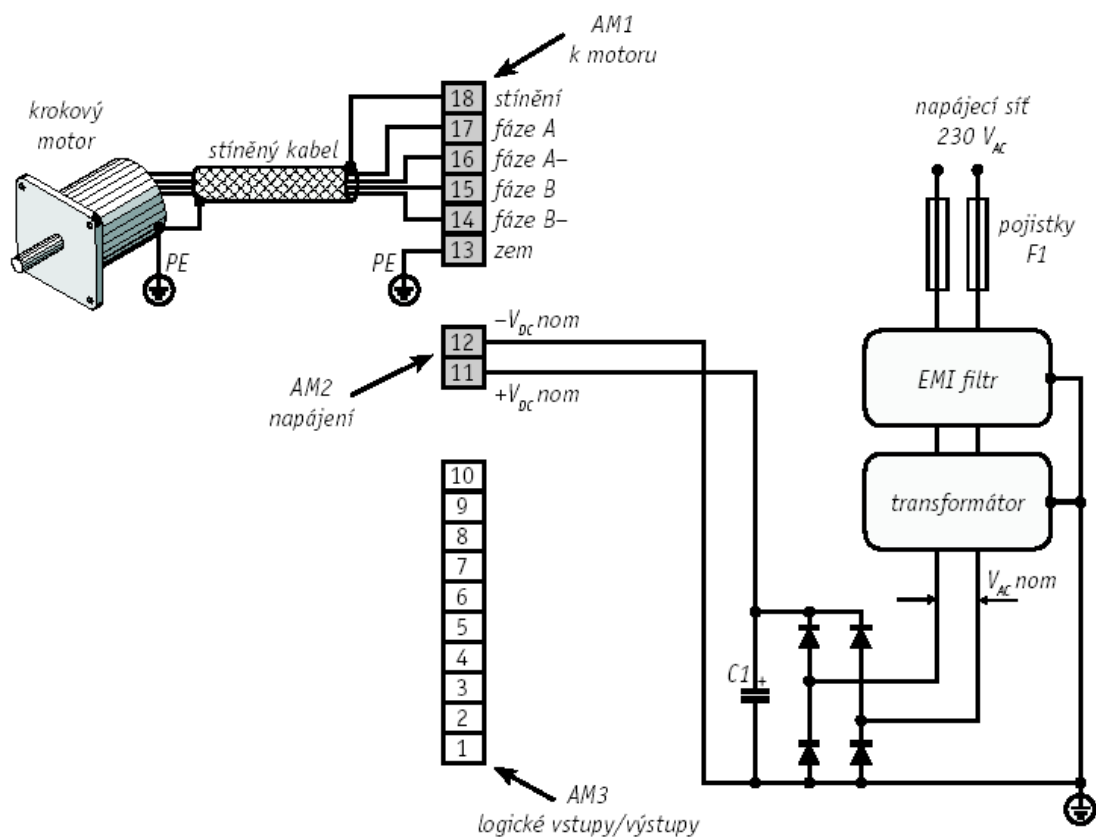 AM1
k motoru
krokový
motor
stíněný kabel
18 stínění
17 fáze A
16 fáze A–
15 fáze B
14 fáze B–
13 zem
PE
PE
napájecí síť
230 VAC
pojistky
F1
EMI filtr
transformátor
VAC nom
–VDC nom
12
11
+VDC nom
AM2
napájení
10
9
8
7
6
5
4
3
2
1
C1
+
AM3
logické vstupy/výstupy